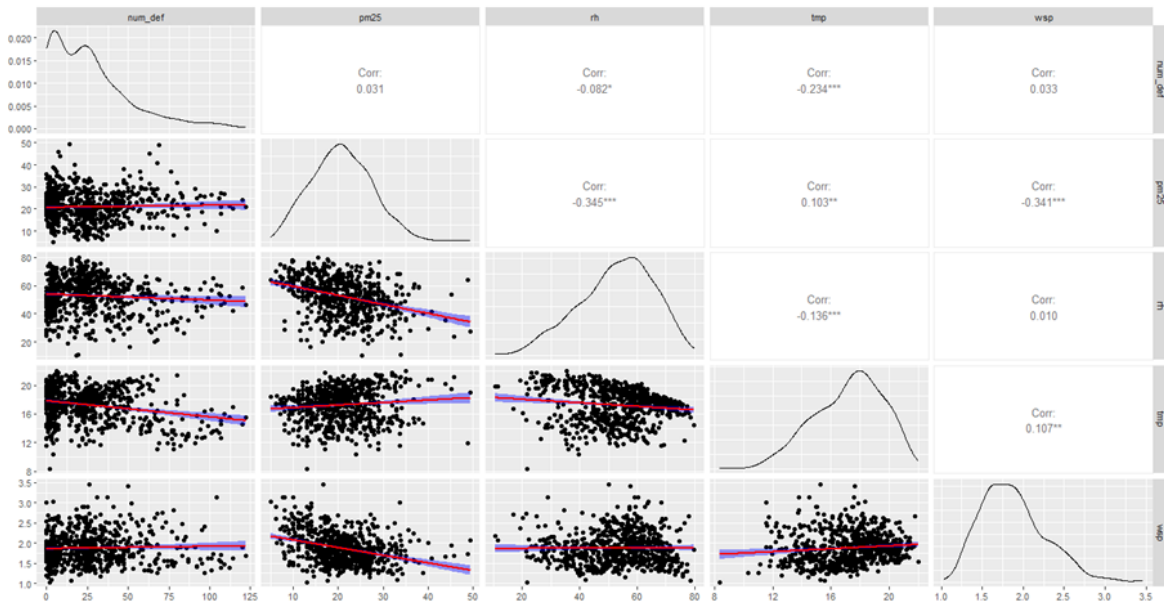 num_def pm25 rh tmp wsp
0.020
0.015
0.010
0.005
0.000
Corr:
0.031
Corr:
-0.082*
Corr:
-0.234***
Corr:
0.033
num_def
50
40
30
20
10
Corr:
-0.345***
Corr:
0.103**
Corr:
-0.341***
pm25
80
60
40
20
Corr:
-0.136***
Corr:
0.010
rh
20
16
12
8
Corr:
0.107**
tmp
3.5
3.0
2.5
2.0
1.5
1.0
wsp
0 25 50 75 100 125 10 20 30 40 50 20 40 60 80 8 12 16 20 1.0 1.5 2.0 2.5 3.0 3.5